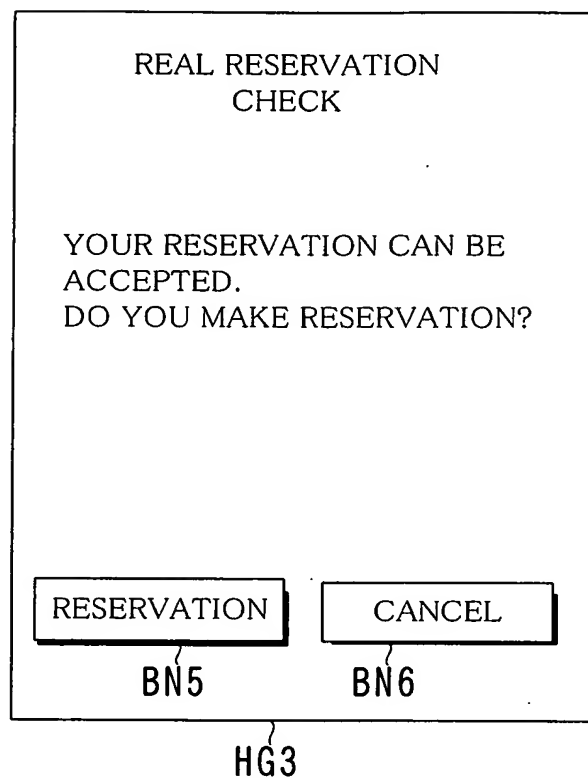 REAL RESERVATION
CHECK
YOUR RESERVATION CAN BE
ACCEPTED.
DO YOU MAKE RESERVATION?
RESERVATION
CANCEL
BN5
BN6
HG3